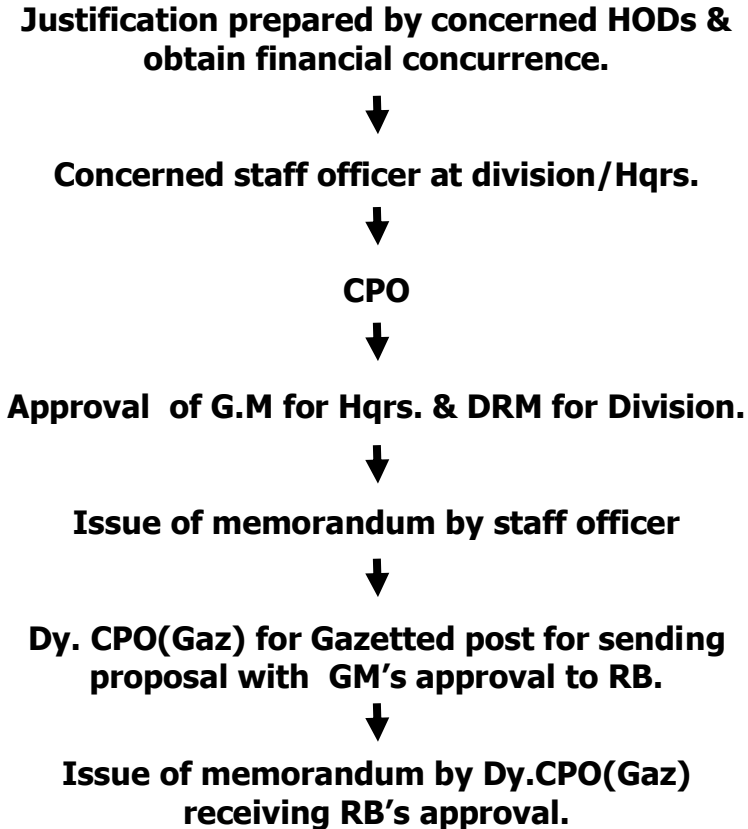 Justification prepared by concerned HODs &
obtain financial concurrence.
Concerned staff officer at division/Hqrs.
CPO
Approval of G.M for Hqrs. & DRM for Division.
Issue of memorandum by staff officer
Dy. CPO(Gaz) for Gazetted post for sending
proposal with GM’s approval to RB.
Issue of memorandum by Dy.CPO(Gaz)
receiving RB’s approval.